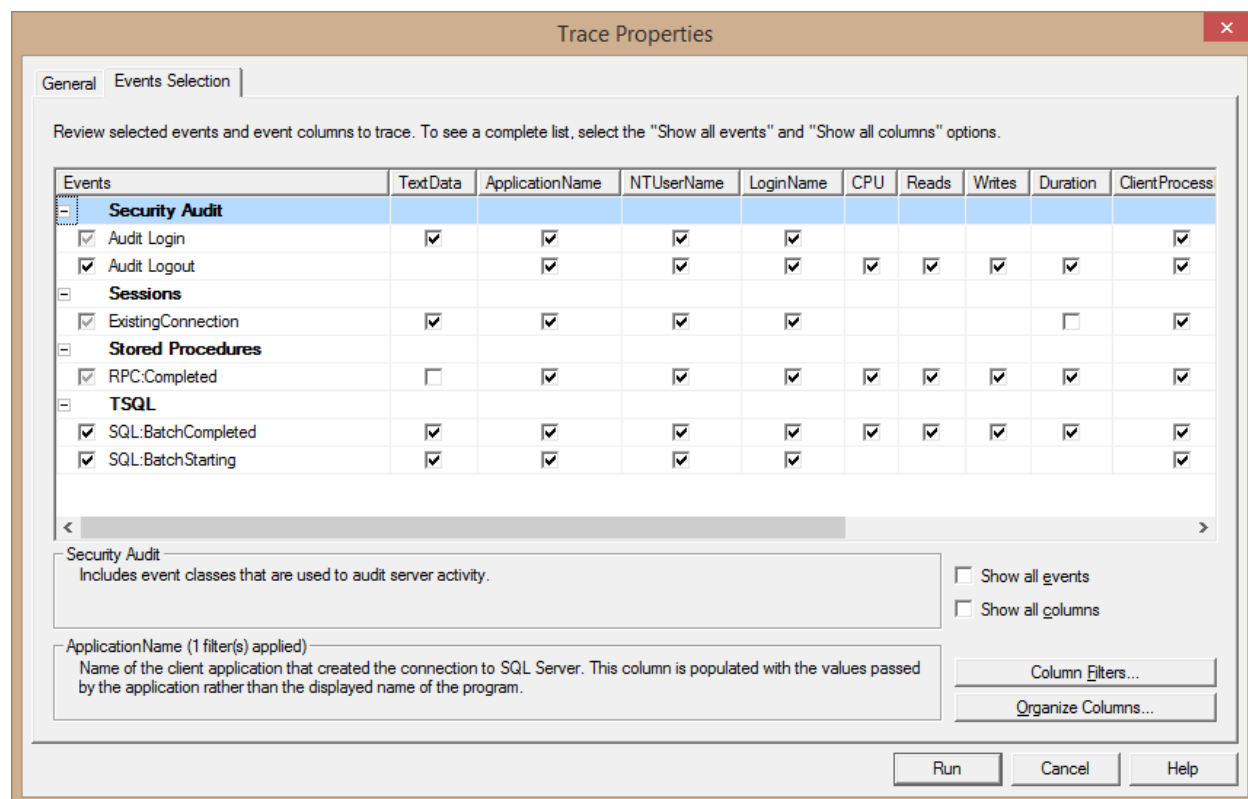 Trace Properties
General Events Selection
Review selected events and event columns to trace. To see a complete list, select the "Show all events" and "Show all columns" options.
Events TextData ApplicationName NTUserName LoginName CPU Reads Writes Duration ClientProcess
Security Audit
Audit Login
Audit Logout
Sessions
ExistingConnection
Stored Procedures
RPC:Completed
TSQL
SQL:BatchCompleted
SQL:BatchStarting
Security Audit
Includes event classes that are used to audit server activity.
Show all events
Show all columns
ApplicationName (1 filter(s) applied)
Name of the client application that created the connection to SQL Server. This column is populated with the values passed
by the application rather than the displayed name of the program.
Column Filters...
Organize Columns...
Run Cancel Help